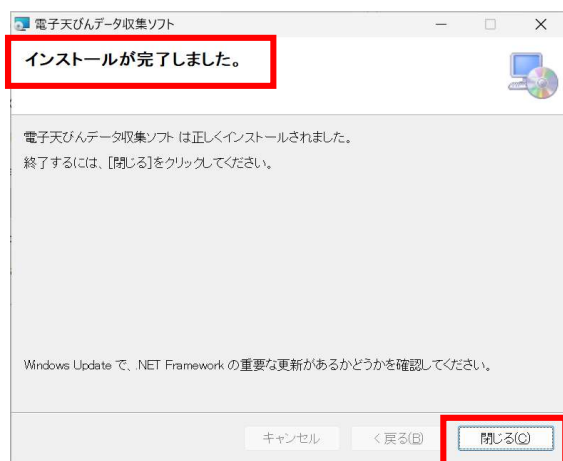 電子天びんデータ収集ソフト
インストールが完了しました。
電子天びんデータ収集ソフト は正しくインストールされました。
終了するには、[閉じる]をクリックしてください。
Windows Update で、.NET Framework の重要な更新があるかどうかを確認してください。
キャンセル < 戻る(B) 閉じる(C)